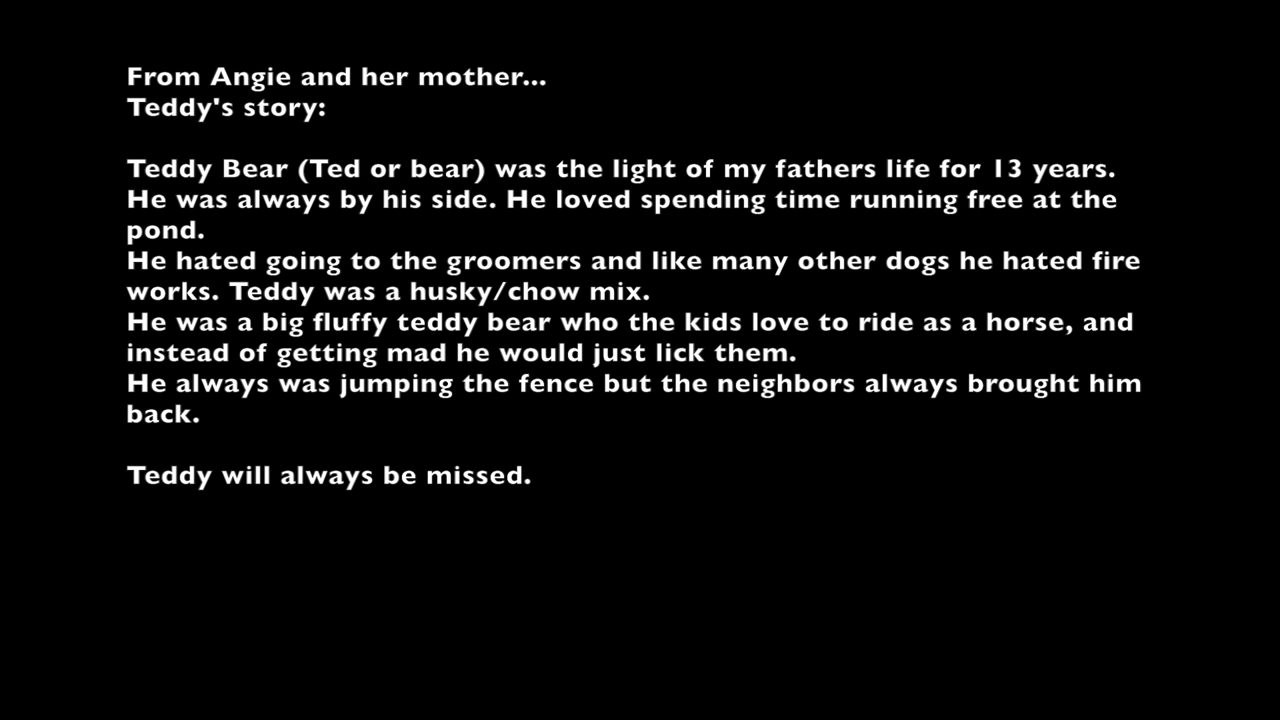 From Angie and her mother...
Teddy's story:
Teddy Bear (Ted or bear) was the light of my fathers life for 13 years.
He was always by his side. He loved spending time running free at the
pond.
He hated going to the groomers and like many other dogs he hated fire
works. Teddy was a husky/chow mix.
He was a big fluffy teddy bear who the kids love to ride as a horse, and
instead of getting mad he would just lick them.
He always was jumping the fence but the neighbors always brought him
back.
Teddy will always be missed.